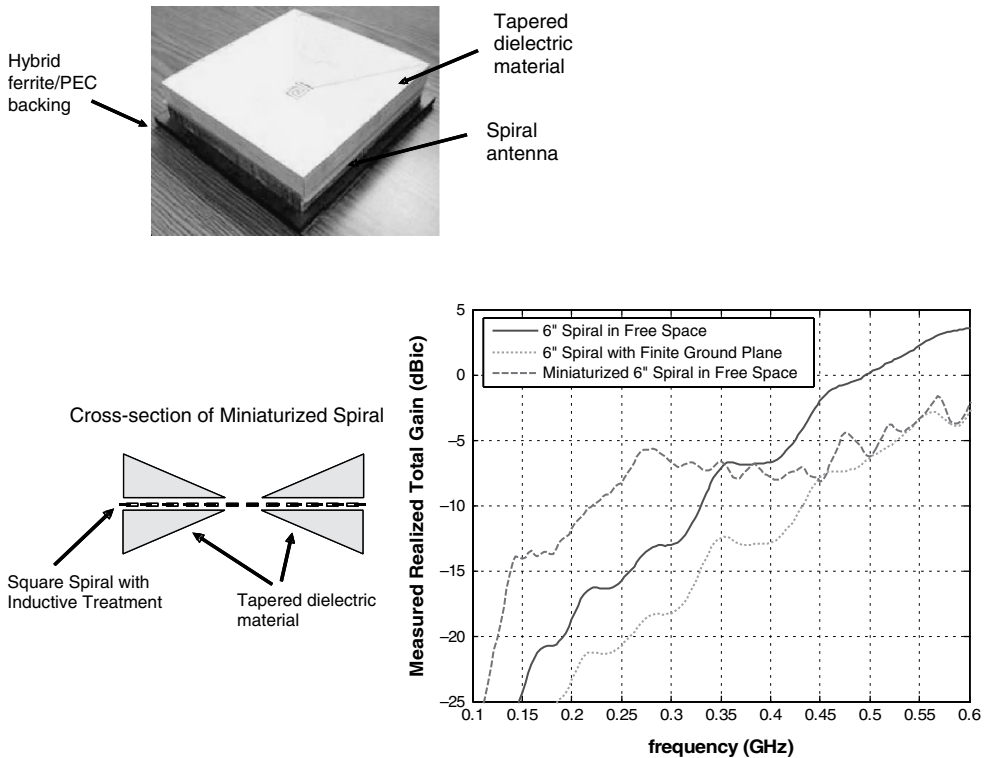 Hybrid
ferrite/PEC
backing
Tapered
dielectric
material
Spiral
antenna
Cross-section of Miniaturized Spiral
Square Spiral with
Inductive Treatment
Tapered dielectric
material
Measured Realized Total Gain (dBic)
5
0
−5
−10
−15
−20
−25
6" Spiral in Free Space
6" Spiral with Finite Ground Plane
Miniaturized 6" Spiral in Free Space
0.1 0.15 0.2 0.25 0.3 0.35 0.4 0.45 0.5 0.55 0.6
frequency (GHz)